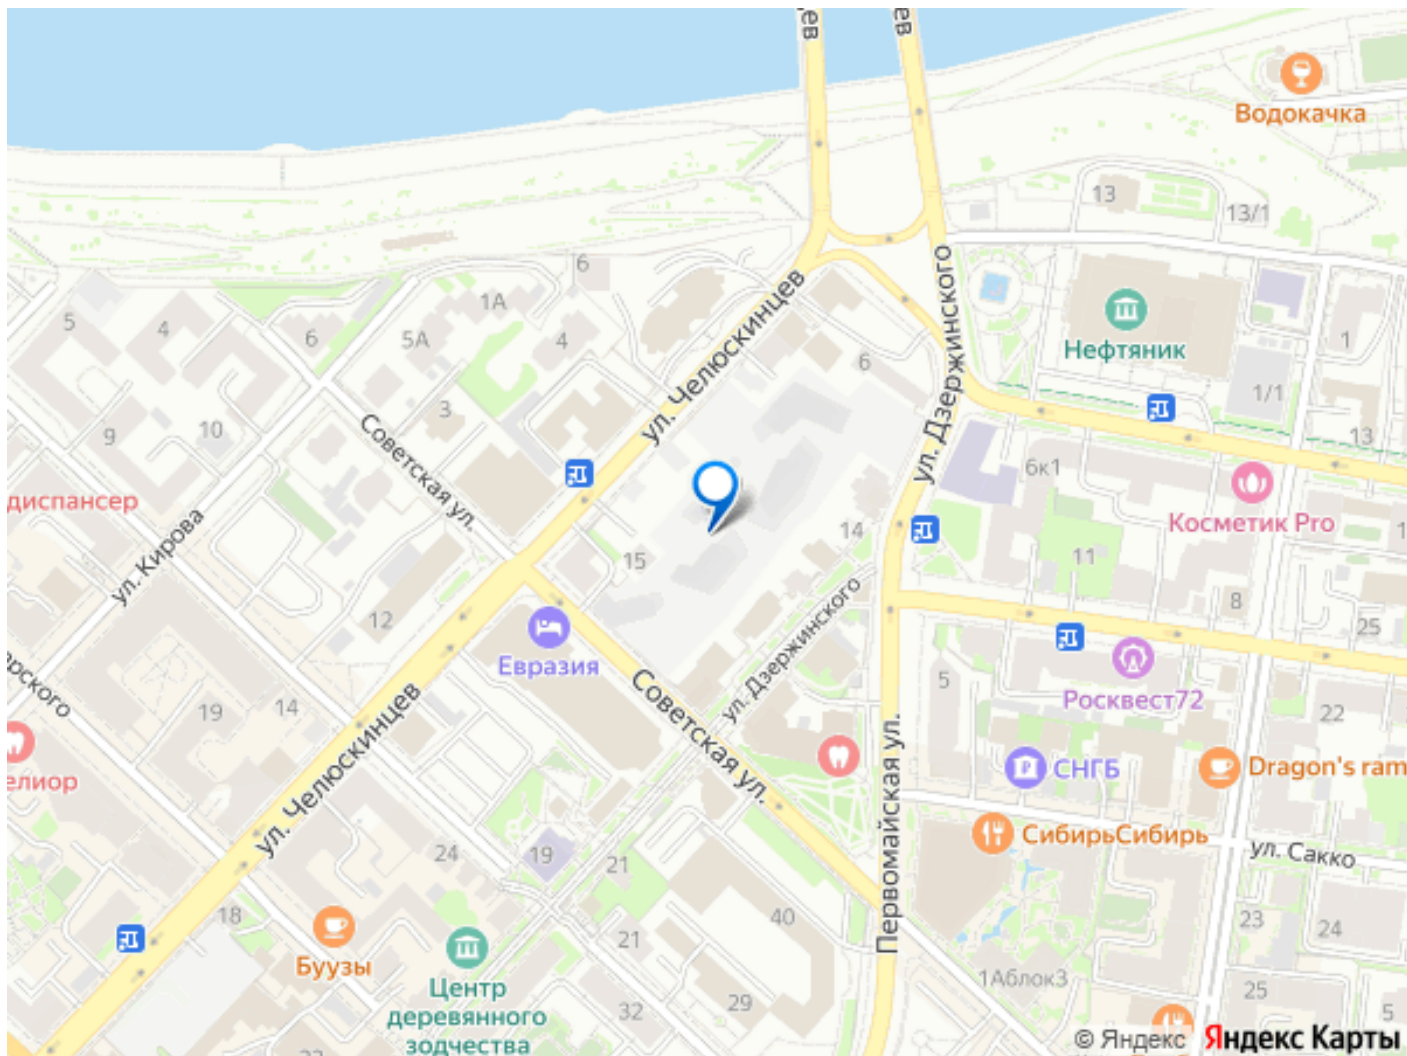 Водокачка
13
13/1
ул. Дзержинского
6
1А
ул. Челюскинцев
5
4
6
5А
4
6
Нефтяник
1
1/1
3
9
10
Советская ул.
13
6к1
Косметик Pro
диспансер
ул. Кирова
14
11
15
12
8
25
Евразия
ул. Дзержинского
5
Росквест72
22
19
14
Советская ул.
СНГБ
Dragon's ram
ул. Челюскинцев
Первомайская ул.
СибирьСибирь
ул. Сакко
24
19
21
18
40
23
24
Буузы
21
1Аблок3
Центр
деревянного
зодчества
32
29
25
5
© Яндекс Яндекс Карты